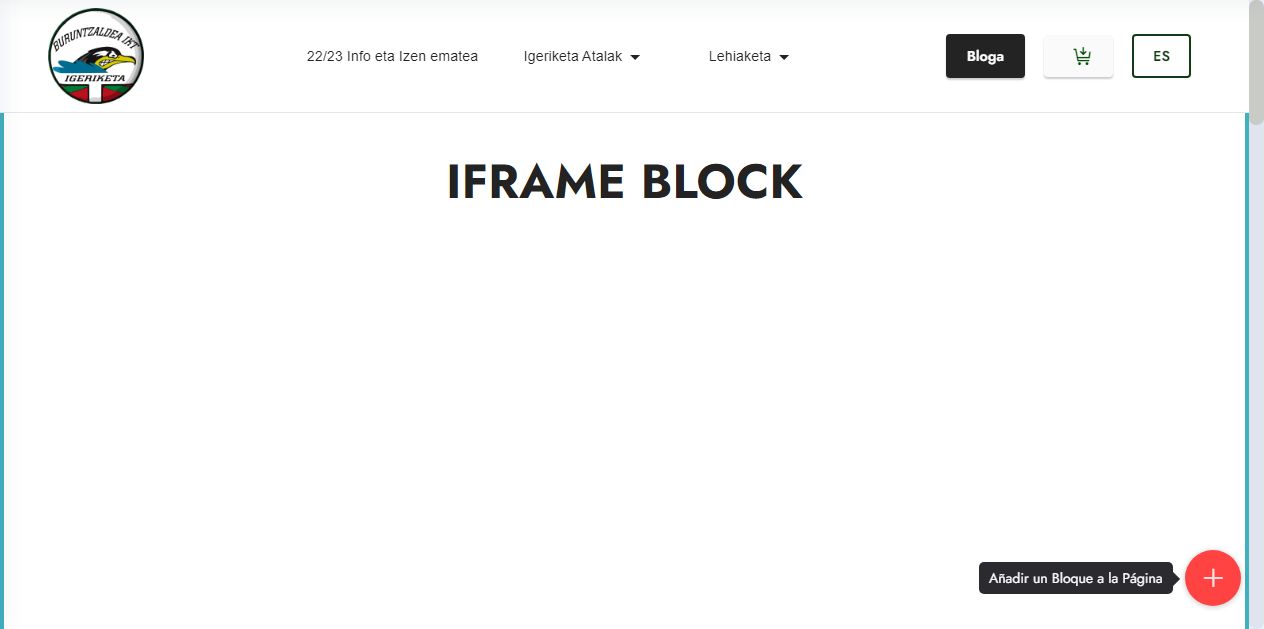 BURUNTZALDEA IKT
IGERIKETA
22/23 Info eta Izen ematea
Igeriketa Atalak
Lehiaketa
Bloga
ES
IFRAME BLOCK
Añadir un Bloque a la Página